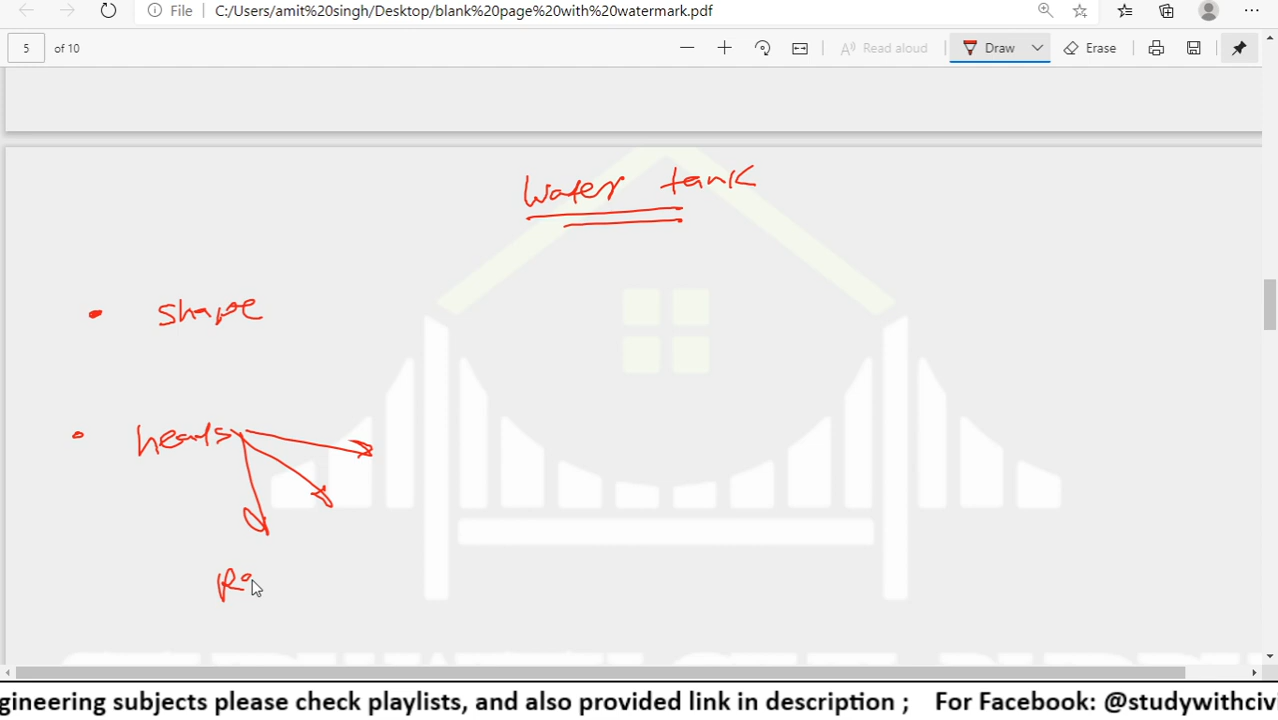 File C:/Users/amit%20singh/Desktop/blank%20page%20with%20watermark.pdf
5 of 10 Read aloud Draw Erase
Water tank
• shape
• heads
gineering subjects please check playlists, and also provided link in description ; For Facebook: @studywithciv